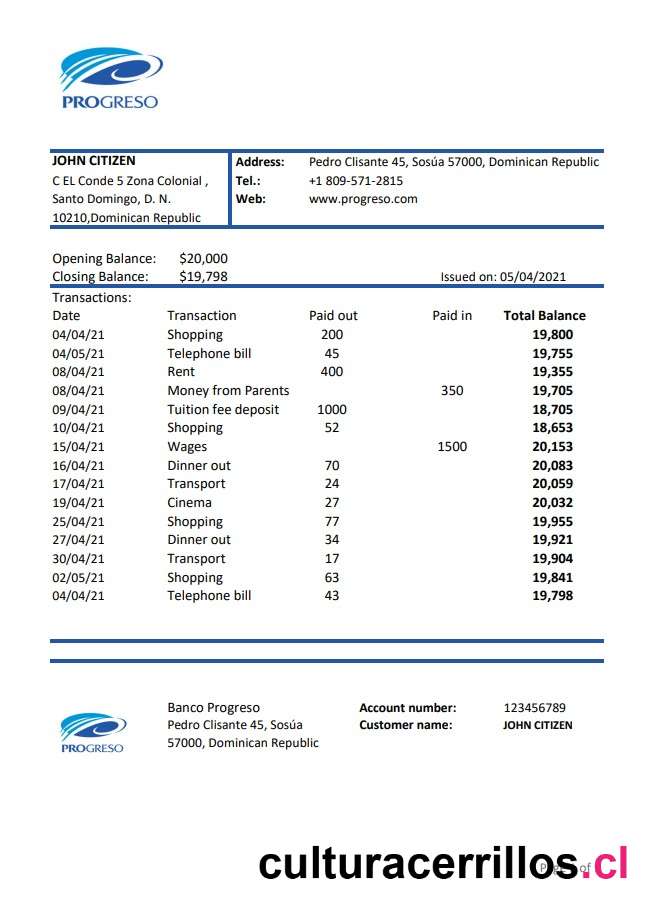 PROGRESO
JOHN CITIZEN
C EL Conde 5 Zona Colonial ,
Santo Domingo, D. N.
10210,Dominican Republic
Address: Pedro Clisante 45, Sosúa 57000, Dominican Republic
Tel.: +1 809-571-2815
Web: www.progreso.com
Opening Balance: $20,000
Closing Balance: $19,798 Issued on: 05/04/2021
Transactions:
Date Transaction Paid out Paid in Total Balance
04/04/21 Shopping 200 19,800
04/05/21 Telephone bill 45 19,755
08/04/21 Rent 400 19,355
08/04/21 Money from Parents 350 19,705
09/04/21 Tuition fee deposit 1000 18,705
10/04/21 Shopping 52 18,653
15/04/21 Wages 1500 20,153
16/04/21 Dinner out 70 20,083
17/04/21 Transport 24 20,059
19/04/21 Cinema 27 20,032
25/04/21 Shopping 77 19,955
27/04/21 Dinner out 34 19,921
30/04/21 Transport 17 19,904
02/05/21 Shopping 63 19,841
04/04/21 Telephone bill 43 19,798
PROGRESO
Banco Progreso
Pedro Clisante 45, Sosúa
57000, Dominican Republic
Account number: 123456789
Customer name: JOHN CITIZEN
culturacerrillos.cl